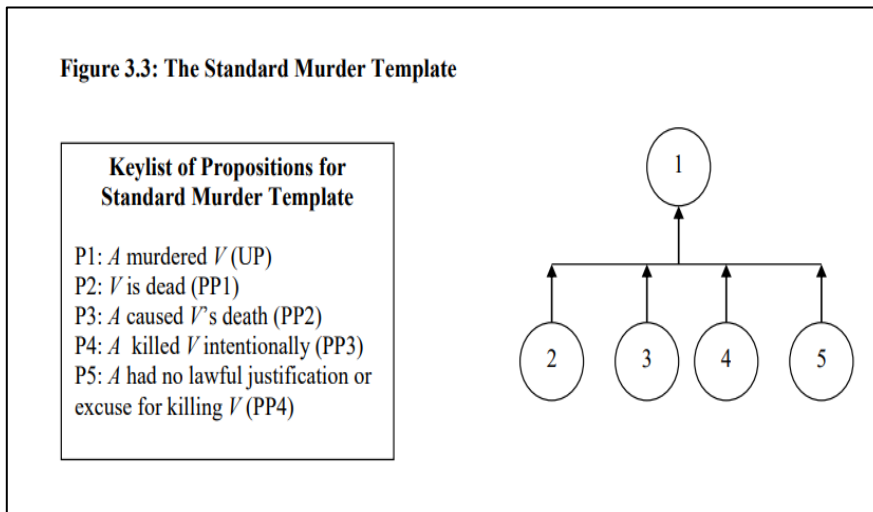 Figure 3.3: The Standard Murder Template
Keylist of Propositions for
Standard Murder Template
P1: A murdered V (UP)
P2: V is dead (PP1)
P3: A caused V's death (PP2)
P4: A killed V intentionally (PP3)
P5: A had no lawful justification or
excuse for killing V (PP4)
1
2 3 4 5